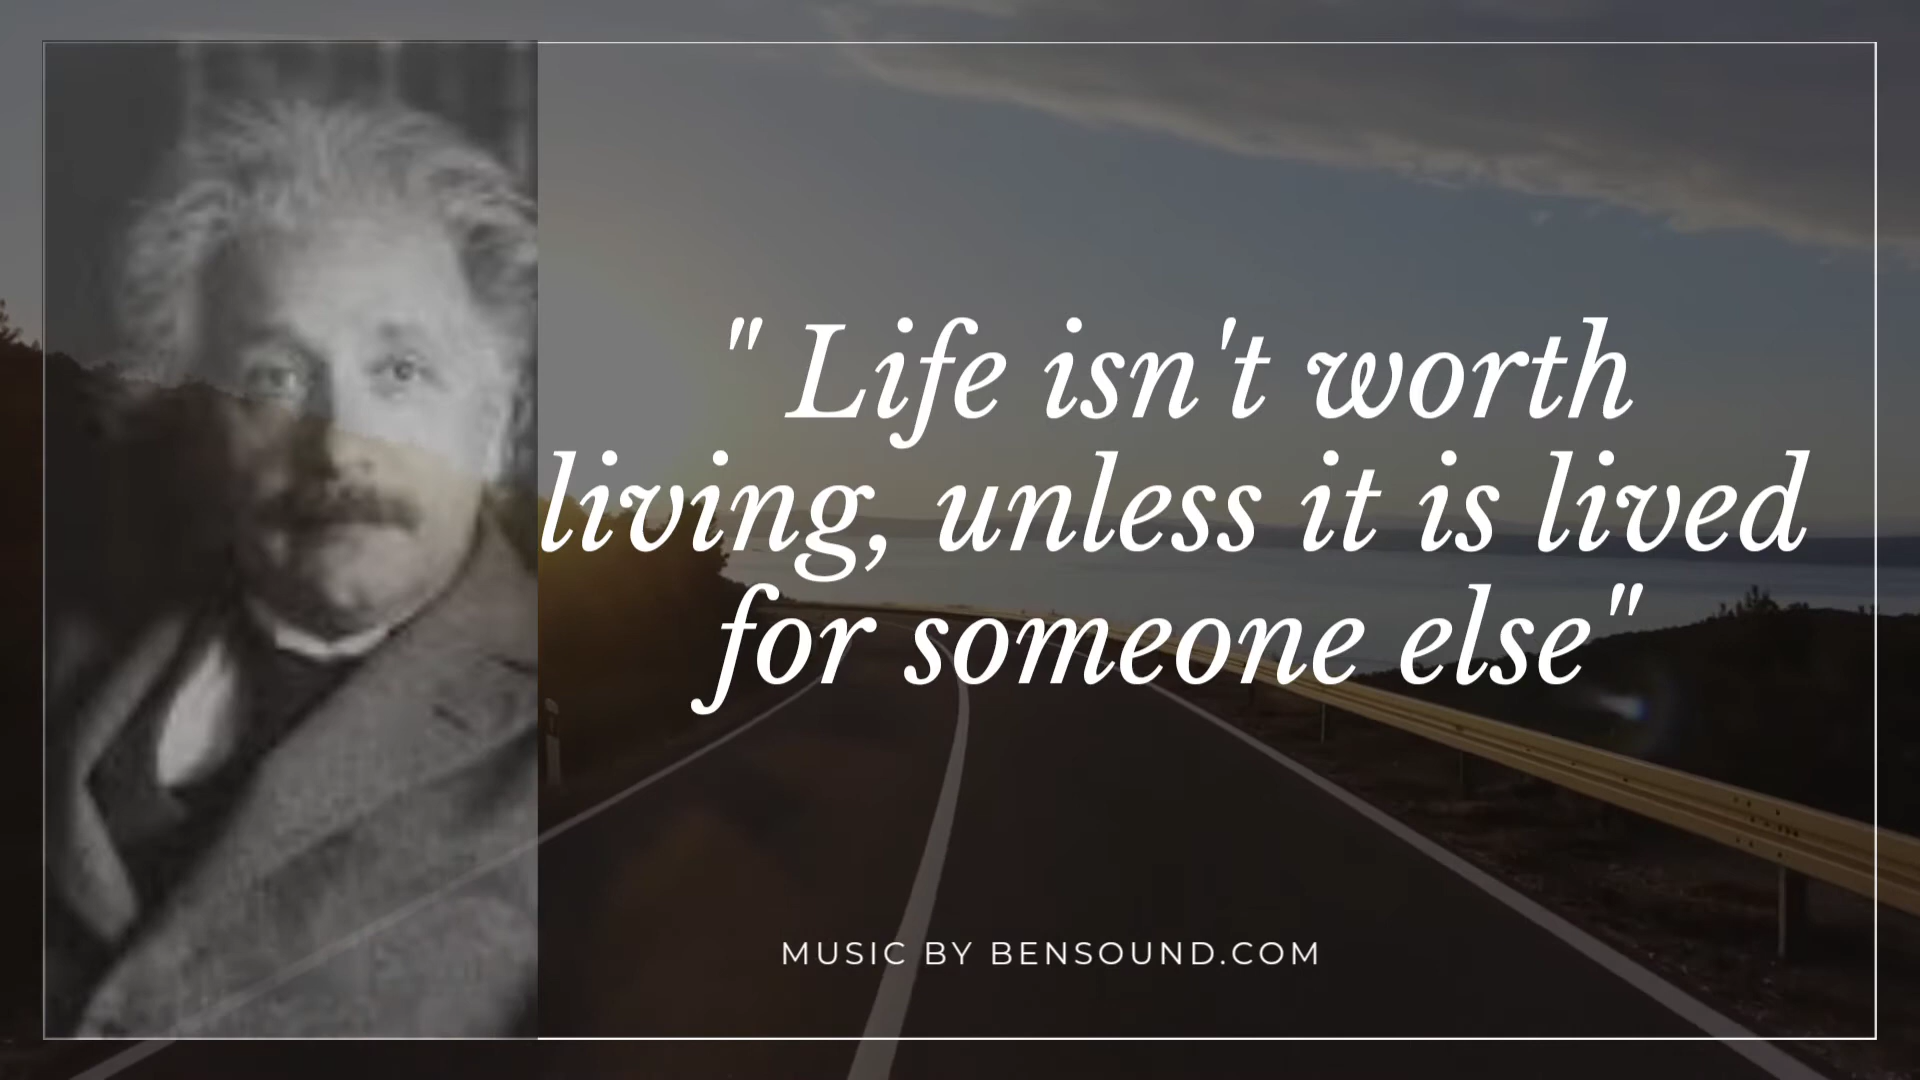 " Life isn't worth
living, unless it is lived
for someone else"
MUSIC BY BENSOUND.COM